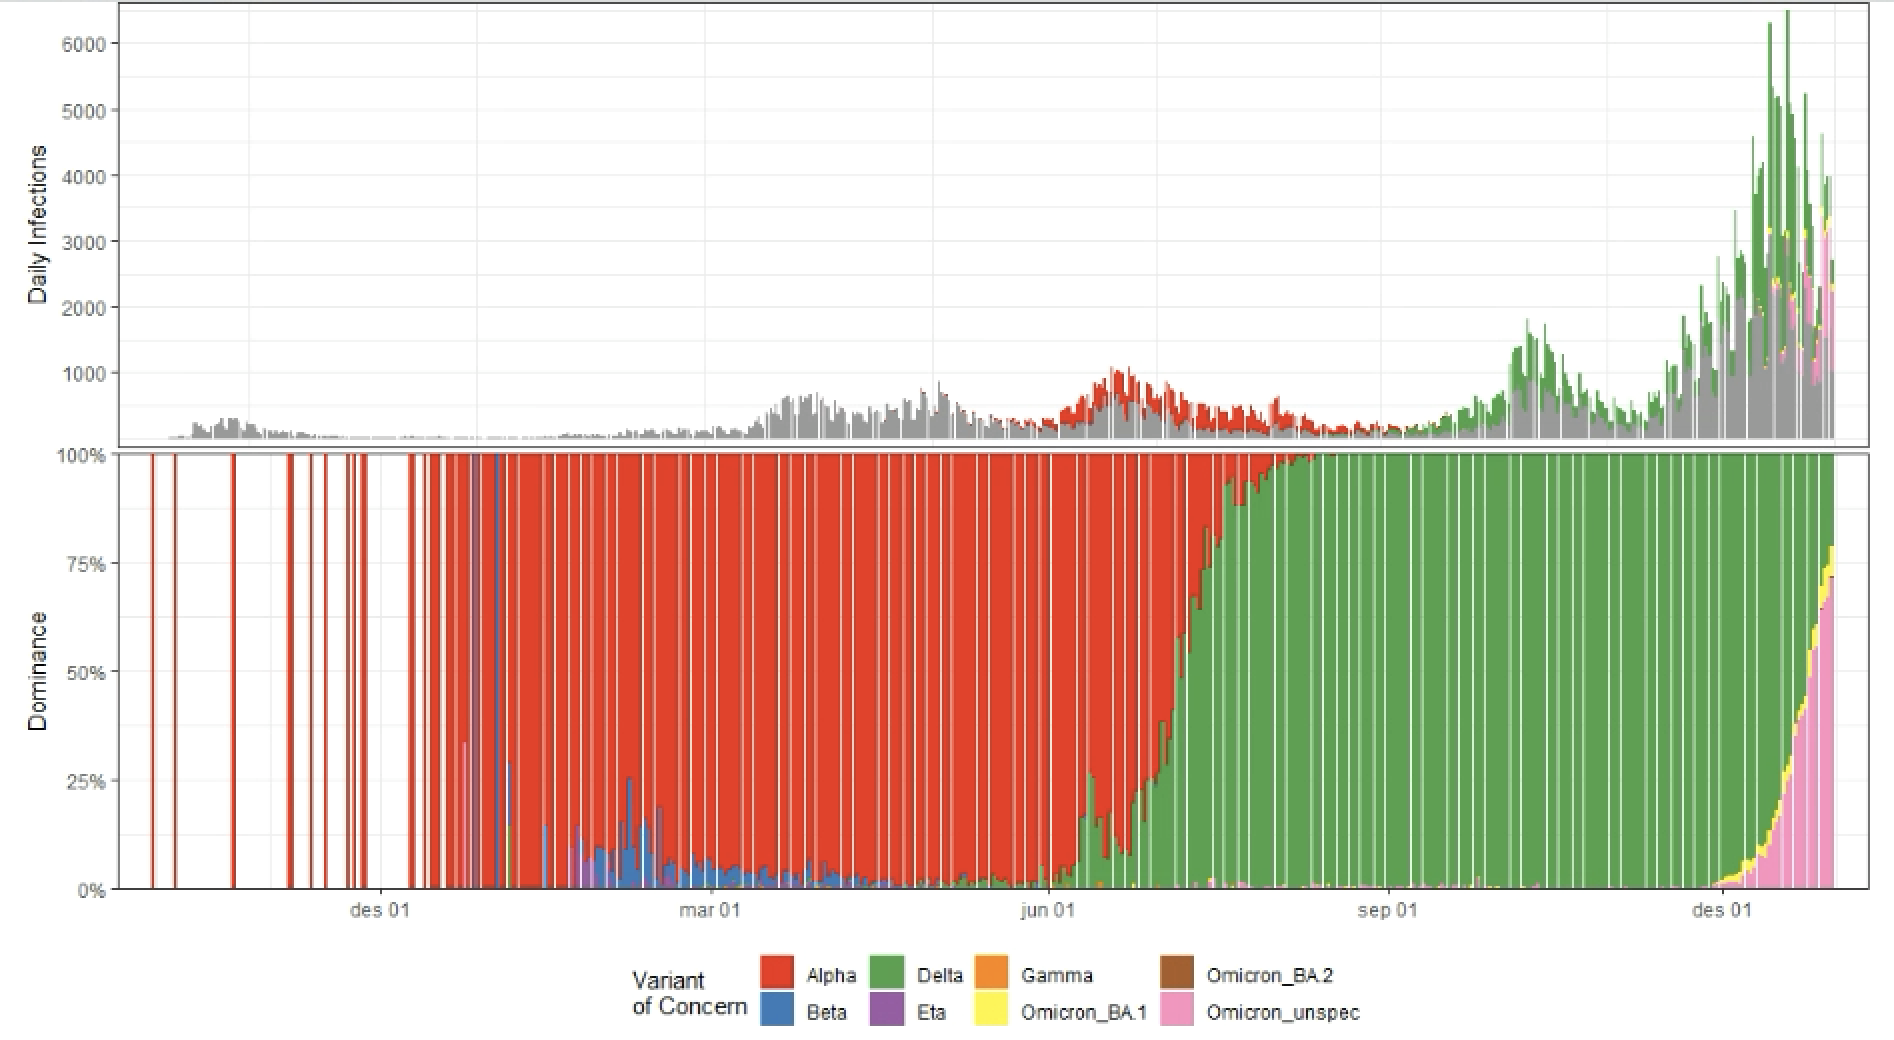 Daily Infections
6000
5000
4000
3000
2000
1000
Dominance
100%
75%
50%
25%
0%
des 01
mar 01
jun 01
sep 01
des 01
Variant
of Concern
Alpha
Delta
Gamma
Omicron_BA.2
Beta
Eta
Omicron_BA.1
Omicron_unspec